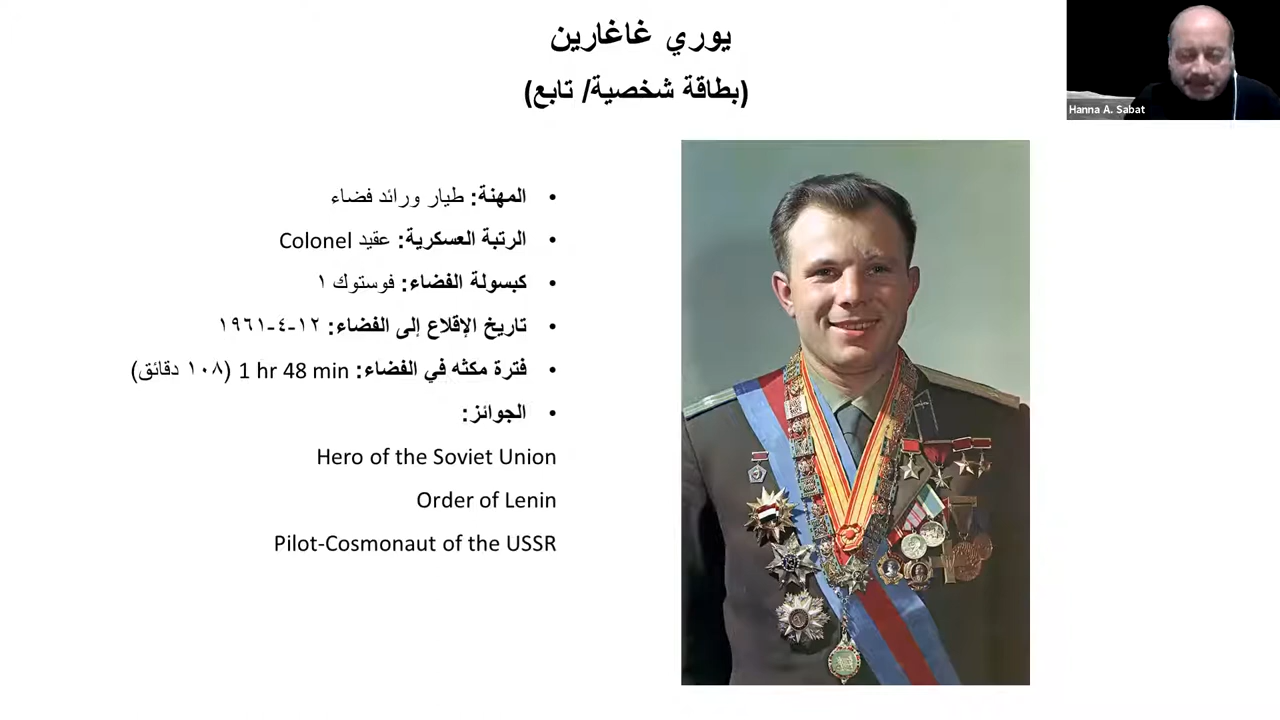 يوري غاغارين
(بطاقة شخصية/ تابع)
Hanna A. Sabat
• المهنة: طيار ورائد فضاء
• الرتبة العسكرية: عقيد Colonel
• كبسولة الفضاء: فوستوك ١
• تاريخ الإقلاع إلى الفضاء: ١٢-٤-١٩٦١
• فترة مكثه في الفضاء: 1 hr 48 min (١٠٨ دقائق)
• الجوائز:
Hero of the Soviet Union
Order of Lenin
Pilot-Cosmonaut of the USSR